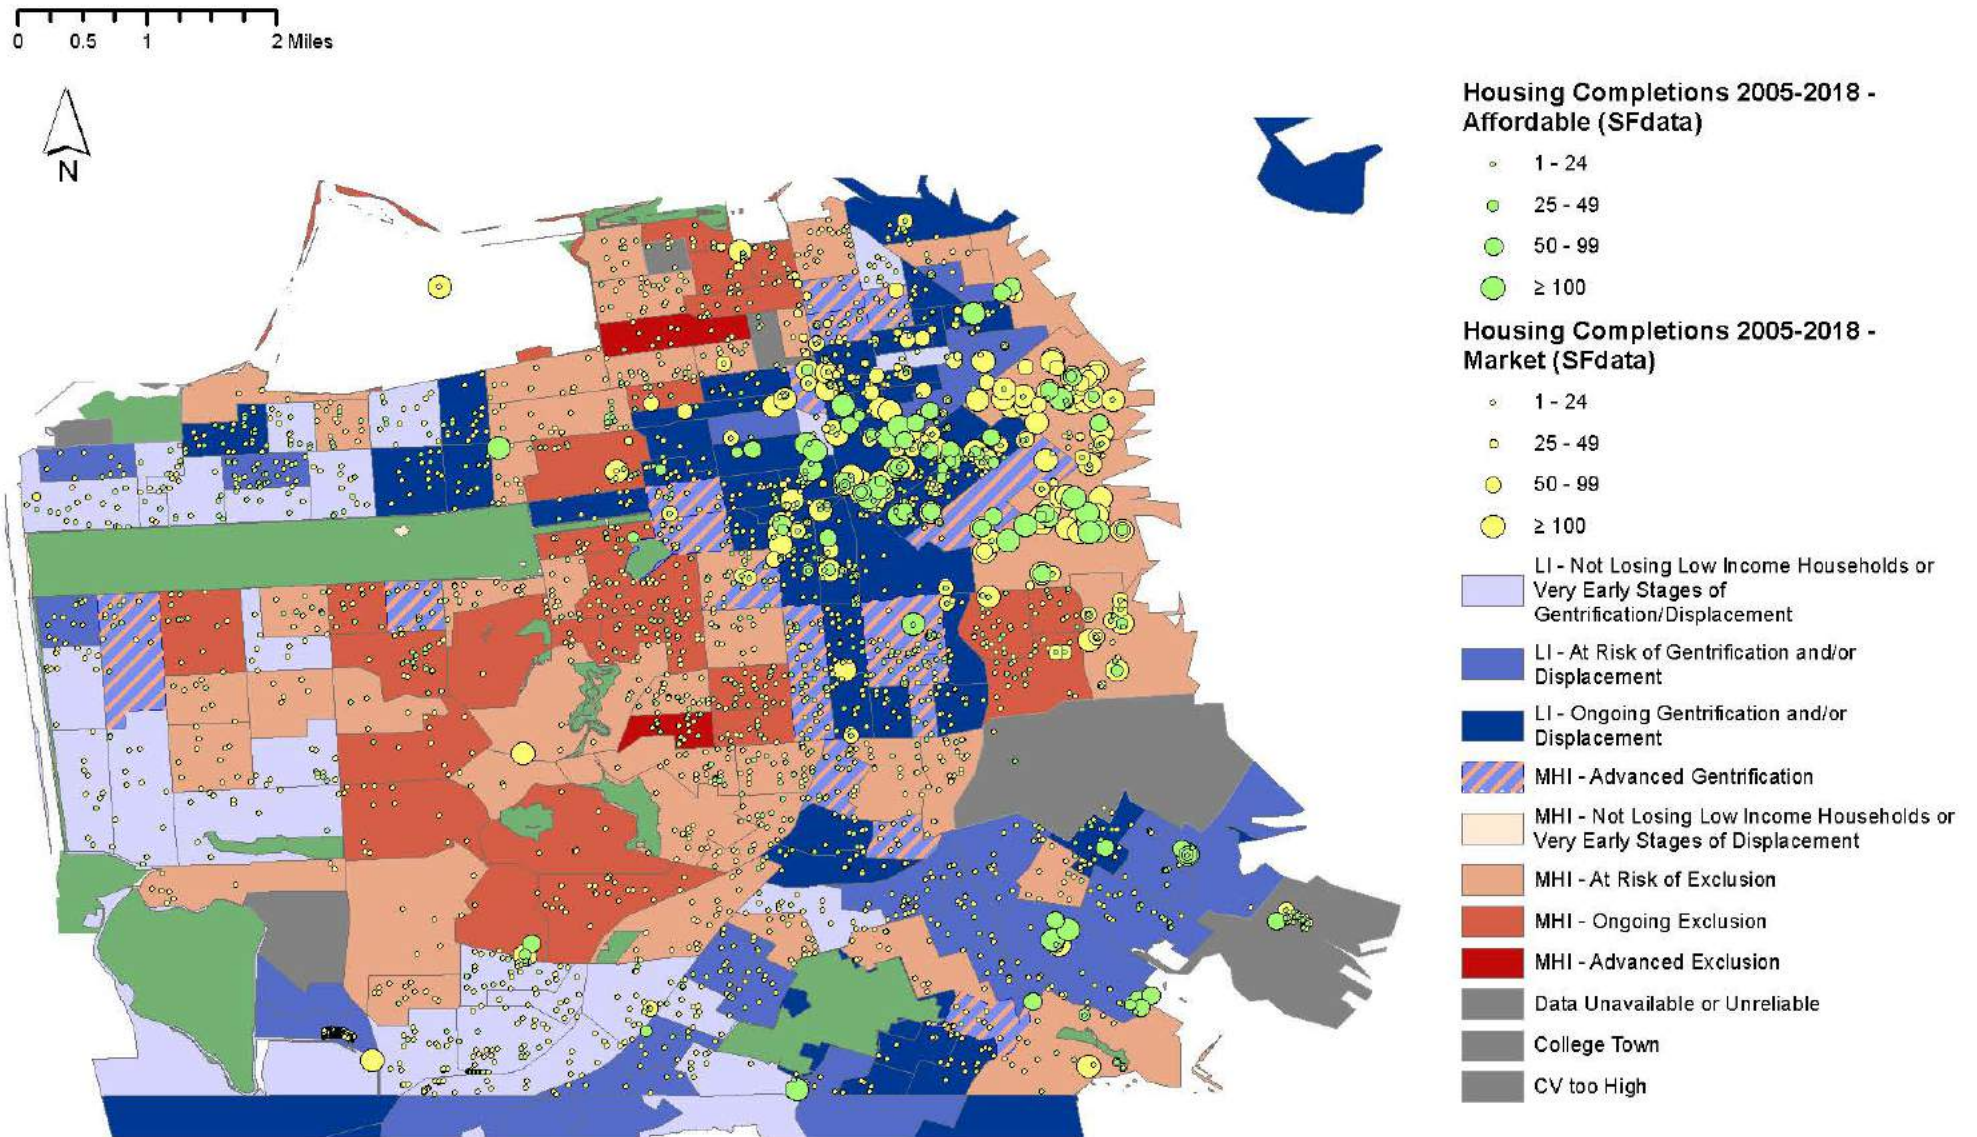 0 0.5 1 2 Miles
N
Housing Completions 2005-2018 -
Affordable (SFdata)
1 - 24
25 - 49
50 - 99
≥ 100
Housing Completions 2005-2018 -
Market (SFdata)
1 - 24
25 - 49
50 - 99
≥ 100
LI - Not Losing Low Income Households or
Very Early Stages of
Gentrification/Displacement
LI - At Risk of Gentrification and/or
Displacement
LI - Ongoing Gentrification and/or
Displacement
MHI - Advanced Gentrification
MHI - Not Losing Low Income Households or
Very Early Stages of Displacement
MHI - At Risk of Exclusion
MHI - Ongoing Exclusion
MHI - Advanced Exclusion
Data Unavailable or Unreliable
College Town
CV too High